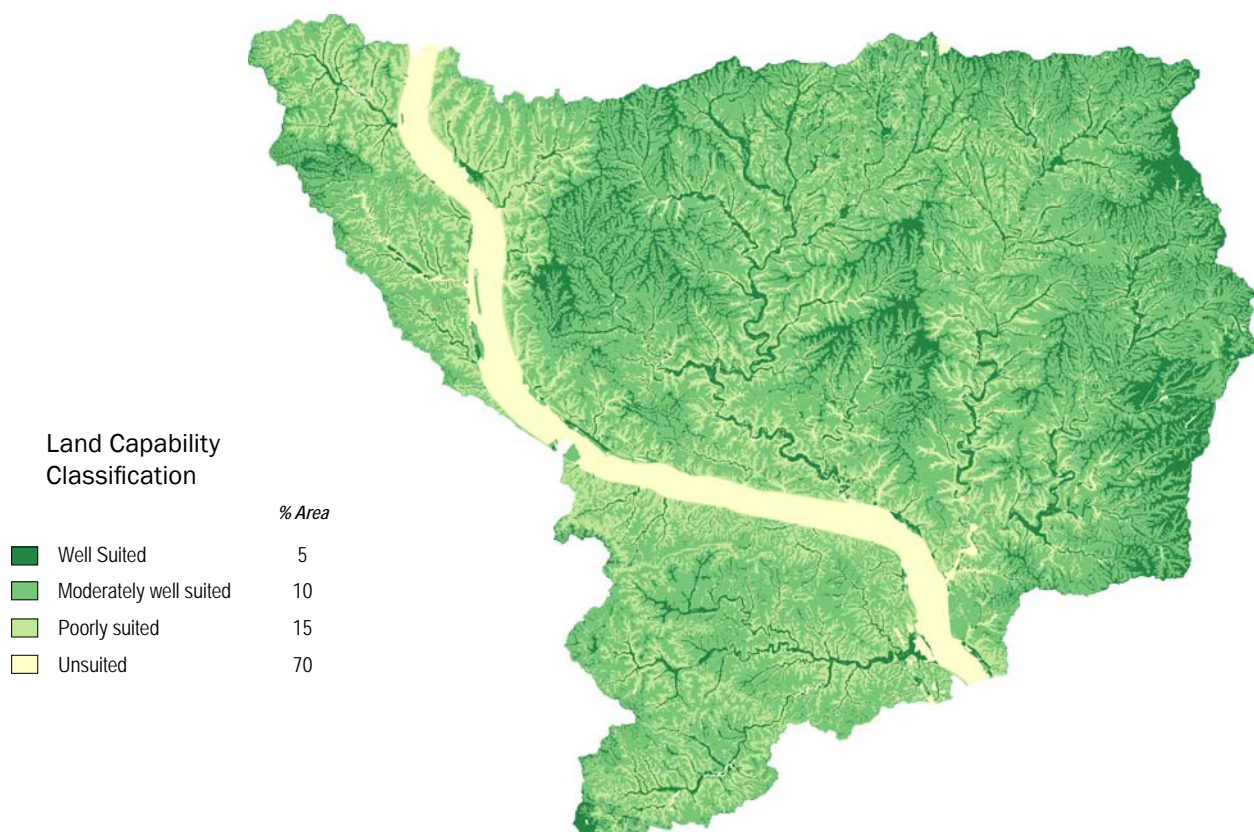 Land Capability
Classification
% Area
Well Suited 5
Moderately well suited 10
Poorly suited 15
Unsuited 70